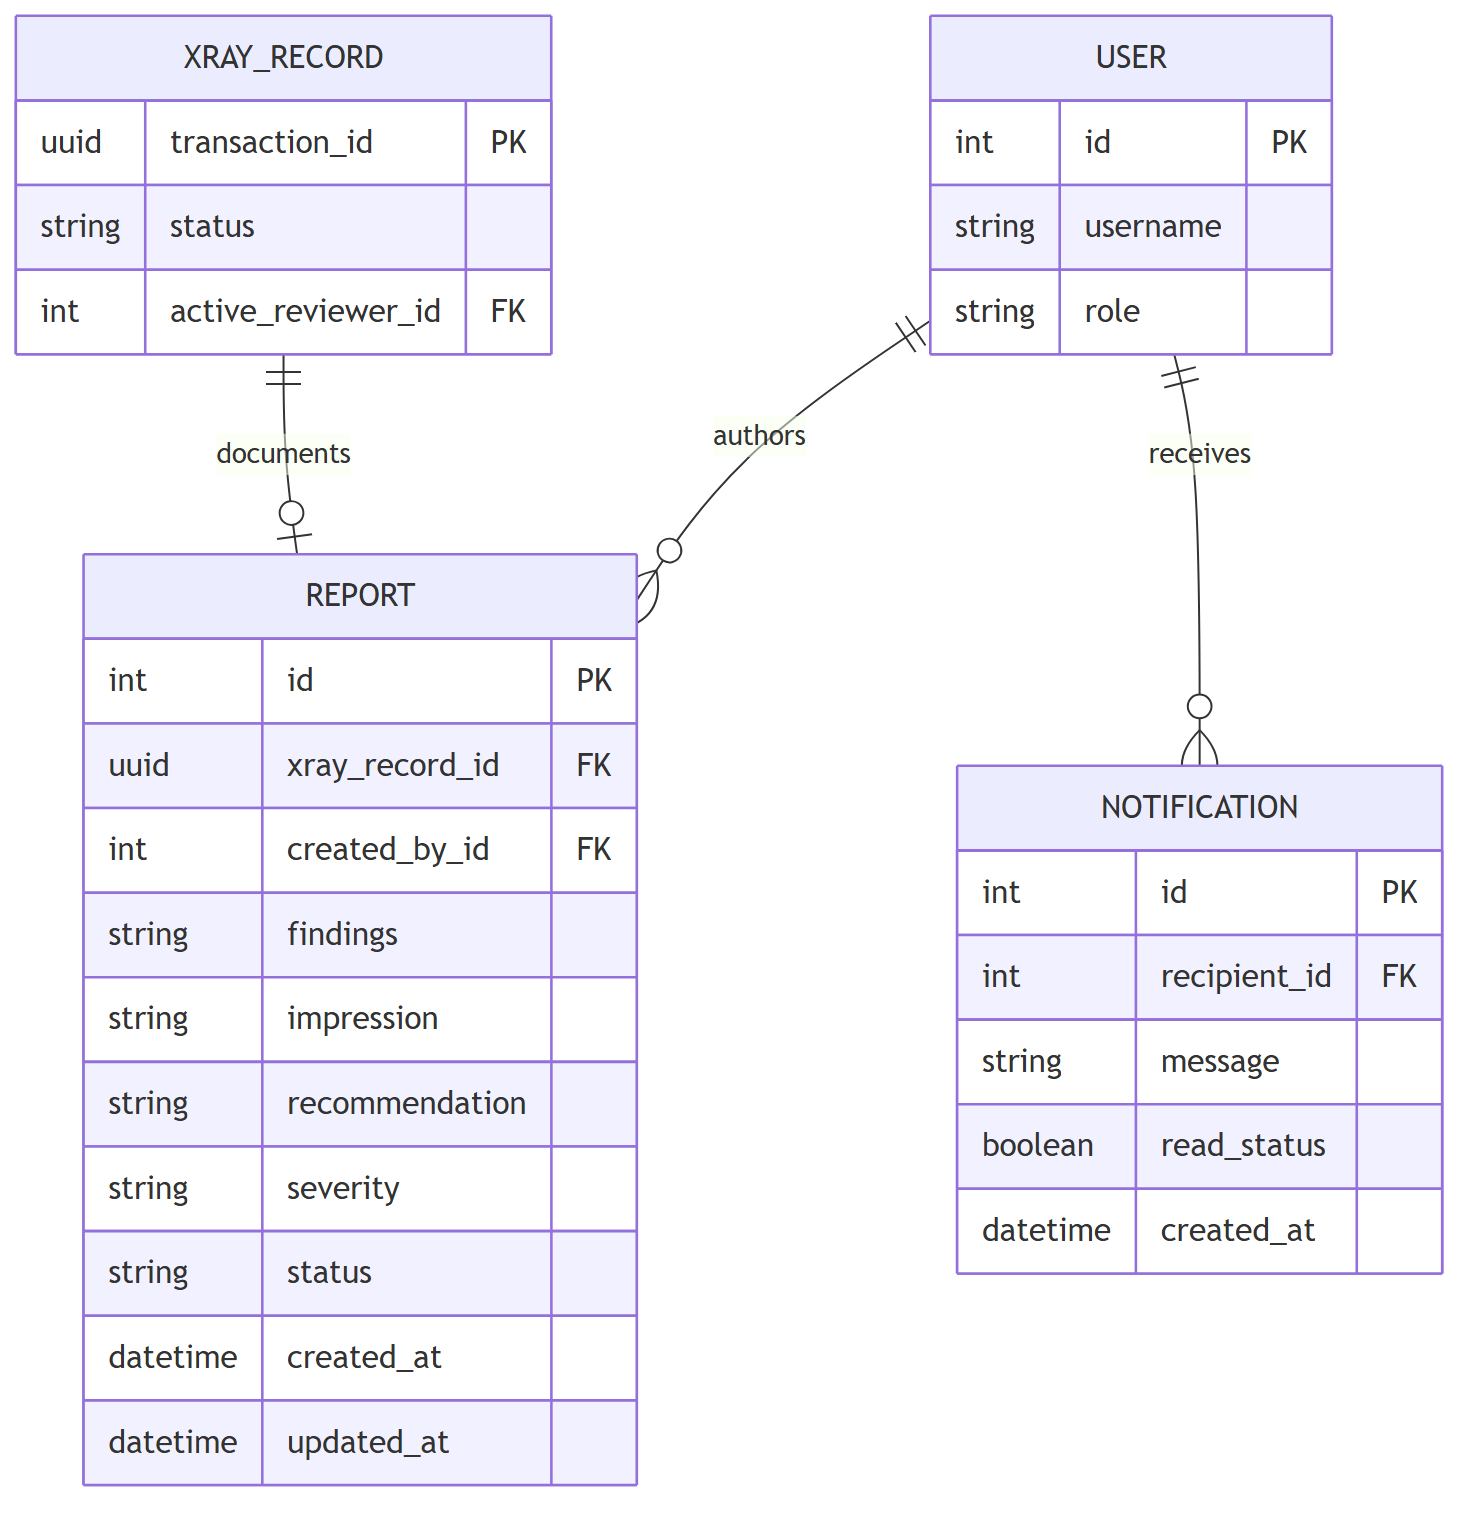 XRAY_RECORD
uuid transaction_id PK
string status
int active_reviewer_id FK
USER
int id PK
string username
string role
documents
authors
receives
REPORT
int id PK
uuid xray_record_id FK
int created_by_id FK
string findings
string impression
string recommendation
string severity
string status
datetime created_at
datetime updated_at
NOTIFICATION
int id PK
int recipient_id FK
string message
boolean read_status
datetime created_at